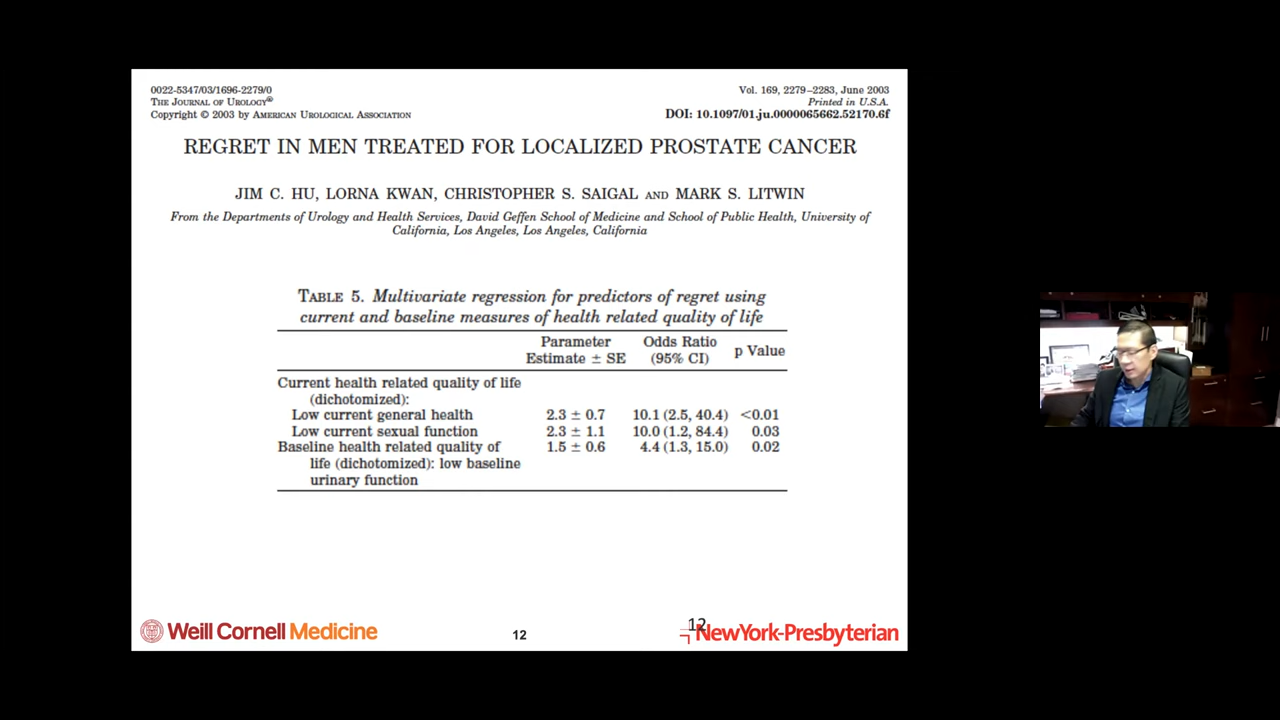 0022-5347/03/1696-2279/0
THE JOURNAL OF UROLOGY®
Copyright © 2003 by AMERICAN UROLOGICAL ASSOCIATION
Vol. 169, 2279–2283, June 2003
Printed in U.S.A.
DOI: 10.1097/01.ju.0000065662.52170.6f
REGRET IN MEN TREATED FOR LOCALIZED PROSTATE CANCER
JIM C. HU, LORNA KWAN, CHRISTOPHER S. SAIGAL AND MARK S. LITWIN
From the Departments of Urology and Health Services, David Geffen School of Medicine and School of Public Health, University of
California, Los Angeles, Los Angeles, California
TABLE 5. Multivariate regression for predictors of regret using
current and baseline measures of health related quality of life
Parameter Odds Ratio p Value
Estimate ± SE (95% CI)
Current health related quality of life
(dichotomized):
Low current general health 2.3 ± 0.7 10.1 (2.5, 40.4) <0.01
Low current sexual function 2.3 ± 1.1 10.0 (1.2, 84.4) 0.03
Baseline health related quality of 1.5 ± 0.6 4.4 (1.3, 15.0) 0.02
life (dichotomized): low baseline
urinary function
Weill Cornell Medicine
12
12
NewYork-Presbyterian